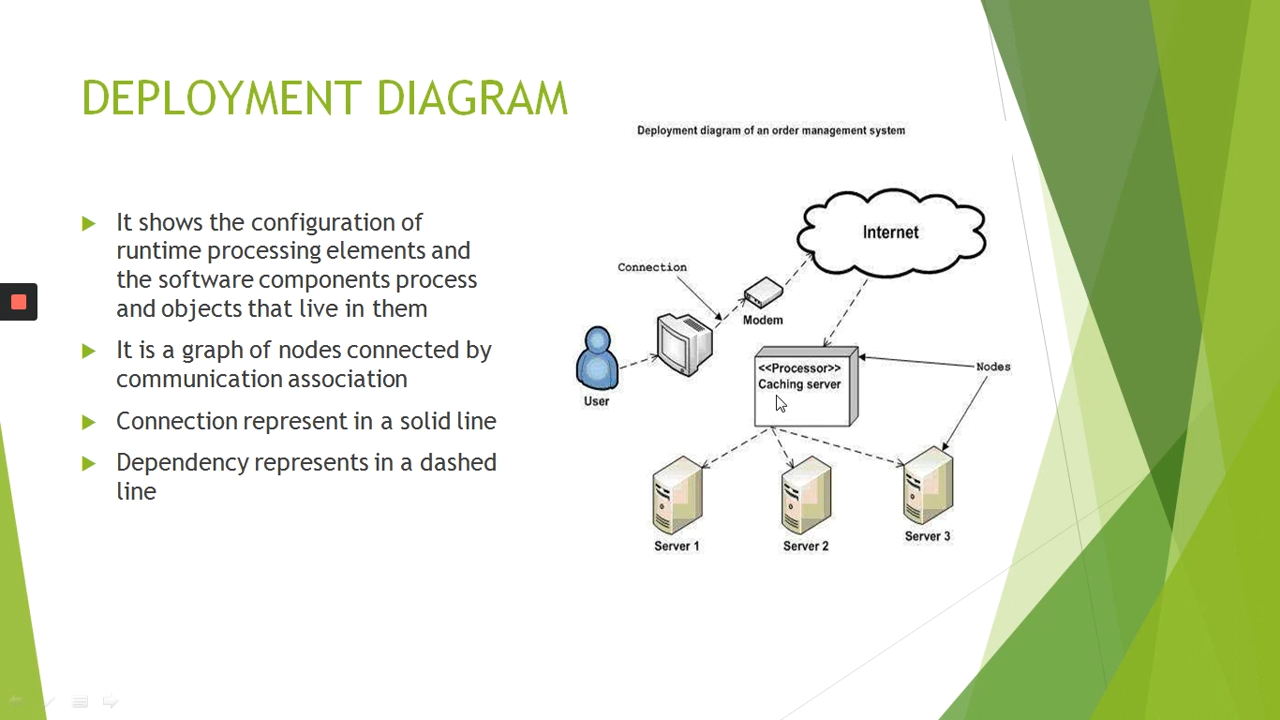 DEPLOYMENT DIAGRAM
It shows the configuration of
runtime processing elements and
the software components process
and objects that live in them
It is a graph of nodes connected by
communication association
Connection represent in a solid line
Dependency represents in a dashed
line
Deployment diagram of an order management system
Internet
Connection
Modem
User
<<Processor>>
Caching server
Nodes
Server 1
Server 2
Server 3